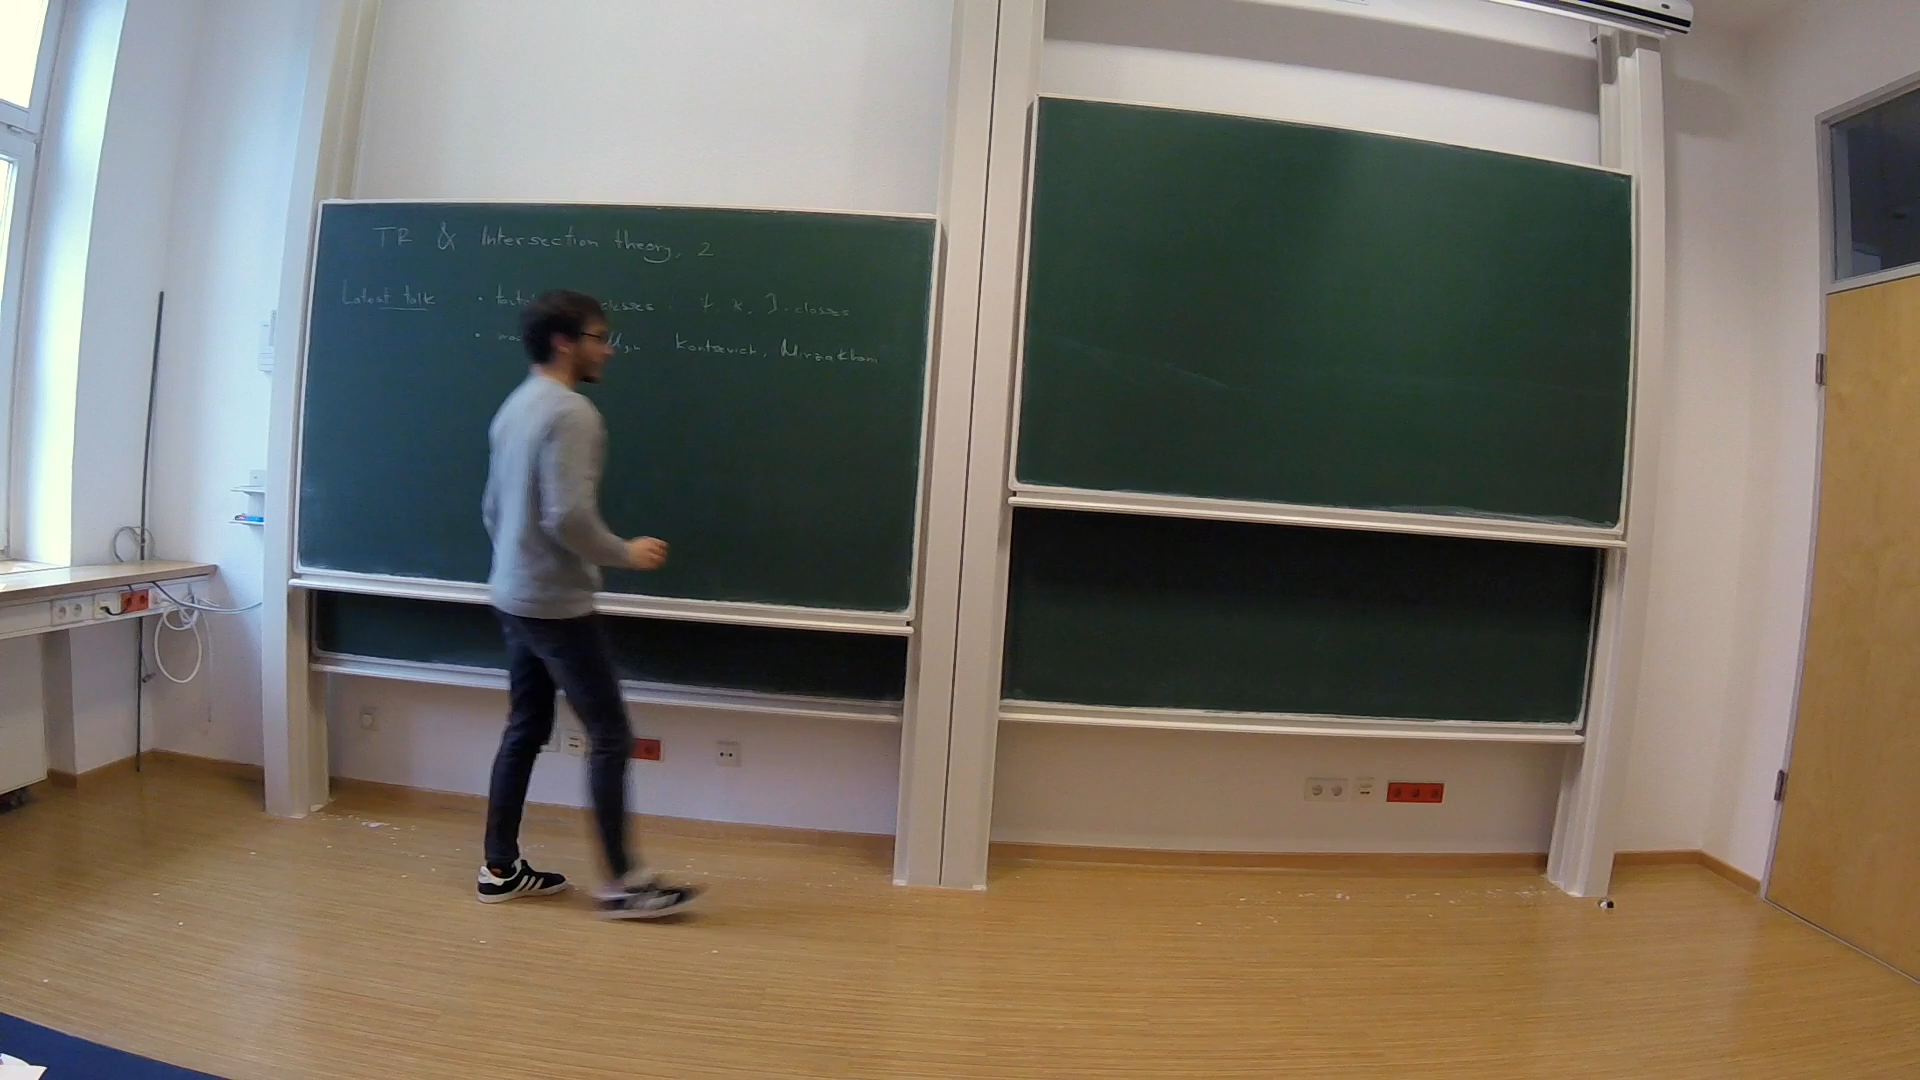 TR & Intersection theory, 2
Latest talk • classes . ψ, κ, classes
• Kontsevich, Mirzakhani